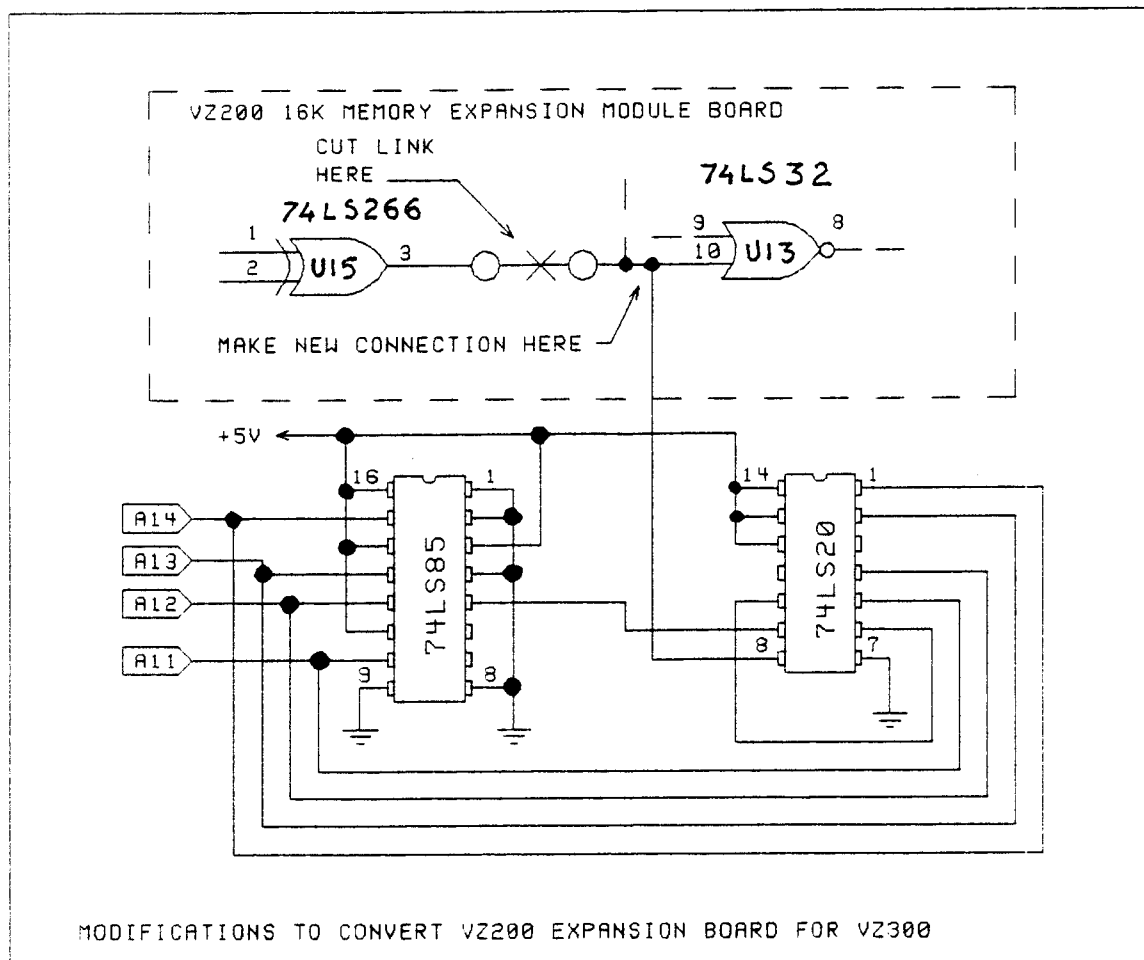 VZ200 16K MEMORY EXPANSION MODULE BOARD
CUT LINK
HERE
74LS32
74LS266
1
2
U15
3
9
10
U13
8
MAKE NEW CONNECTION HERE
+5V
16
1
14
1
A14
A13
A12
A11
74LS85
74LS20
9
8
8
7
MODIFICATIONS TO CONVERT VZ200 EXPANSION BOARD FOR VZ300